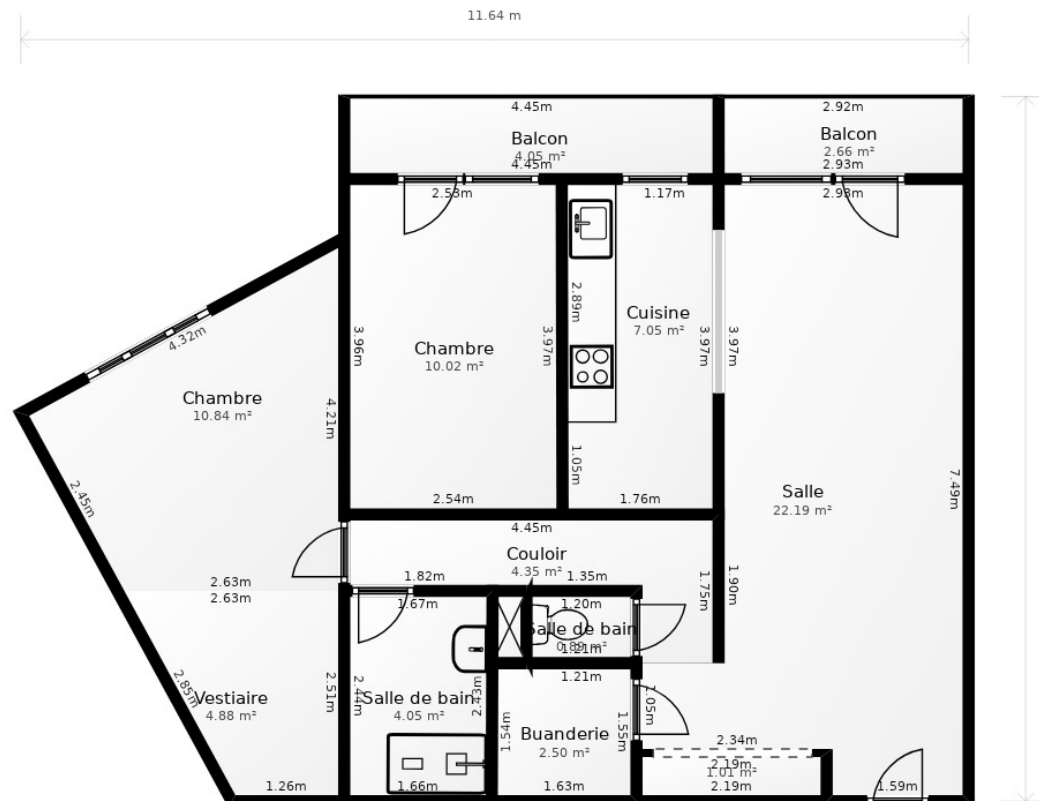 11.64 m
4.45m
2.92m
Balcon
4.05 m²
4.45m
Balcon
2.66 m²
2.93m
2.53m
1.17m
2.93m
2.89m
Cuisine
7.05 m²
4.32m
3.96m
Chambre
10.02 m²
3.97m
3.97m
3.97m
Chambre
10.84 m²
4.21m
1.05m
2.45m
2.54m
1.76m
Salle
22.19 m²
7.49m
4.45m
Couloir
4.35 m²
2.63m
2.63m
1.82m
1.35m
1.75m
1.90m
1.67m
1.20m
Salle de bain
0.89 m²
1.21m
1.21m
2.85m
Vestiaire
4.88 m²
2.51m
2.44m
Salle de bain
4.05 m²
2.43m
1.54m
Buanderie
2.50 m²
1.55m
1.05m
2.34m
2.19m
1.01 m²
1.26m
1.66m
1.63m
2.19m
1.59m